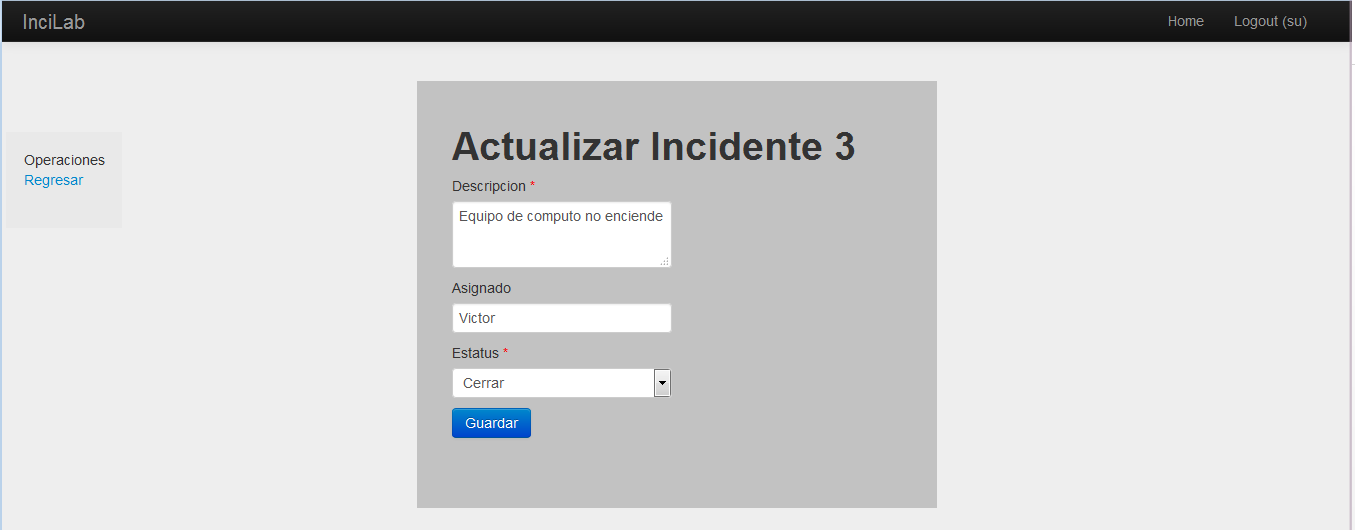 InciLab
Home
Logout (su)
Operaciones
Regresar
Actualizar Incidente 3
Descripcion *
Equipo de computo no enciende
Asignado
Victor
Estatus *
Cerrar
Guardar